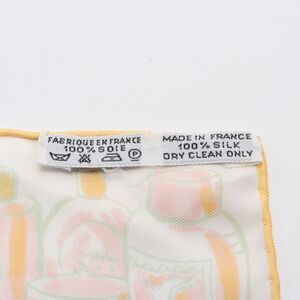 FABRIQUE EN FRANCE
100% SOIE
MADE IN FRANCE
100% SILK
DRY CLEAN ONLY